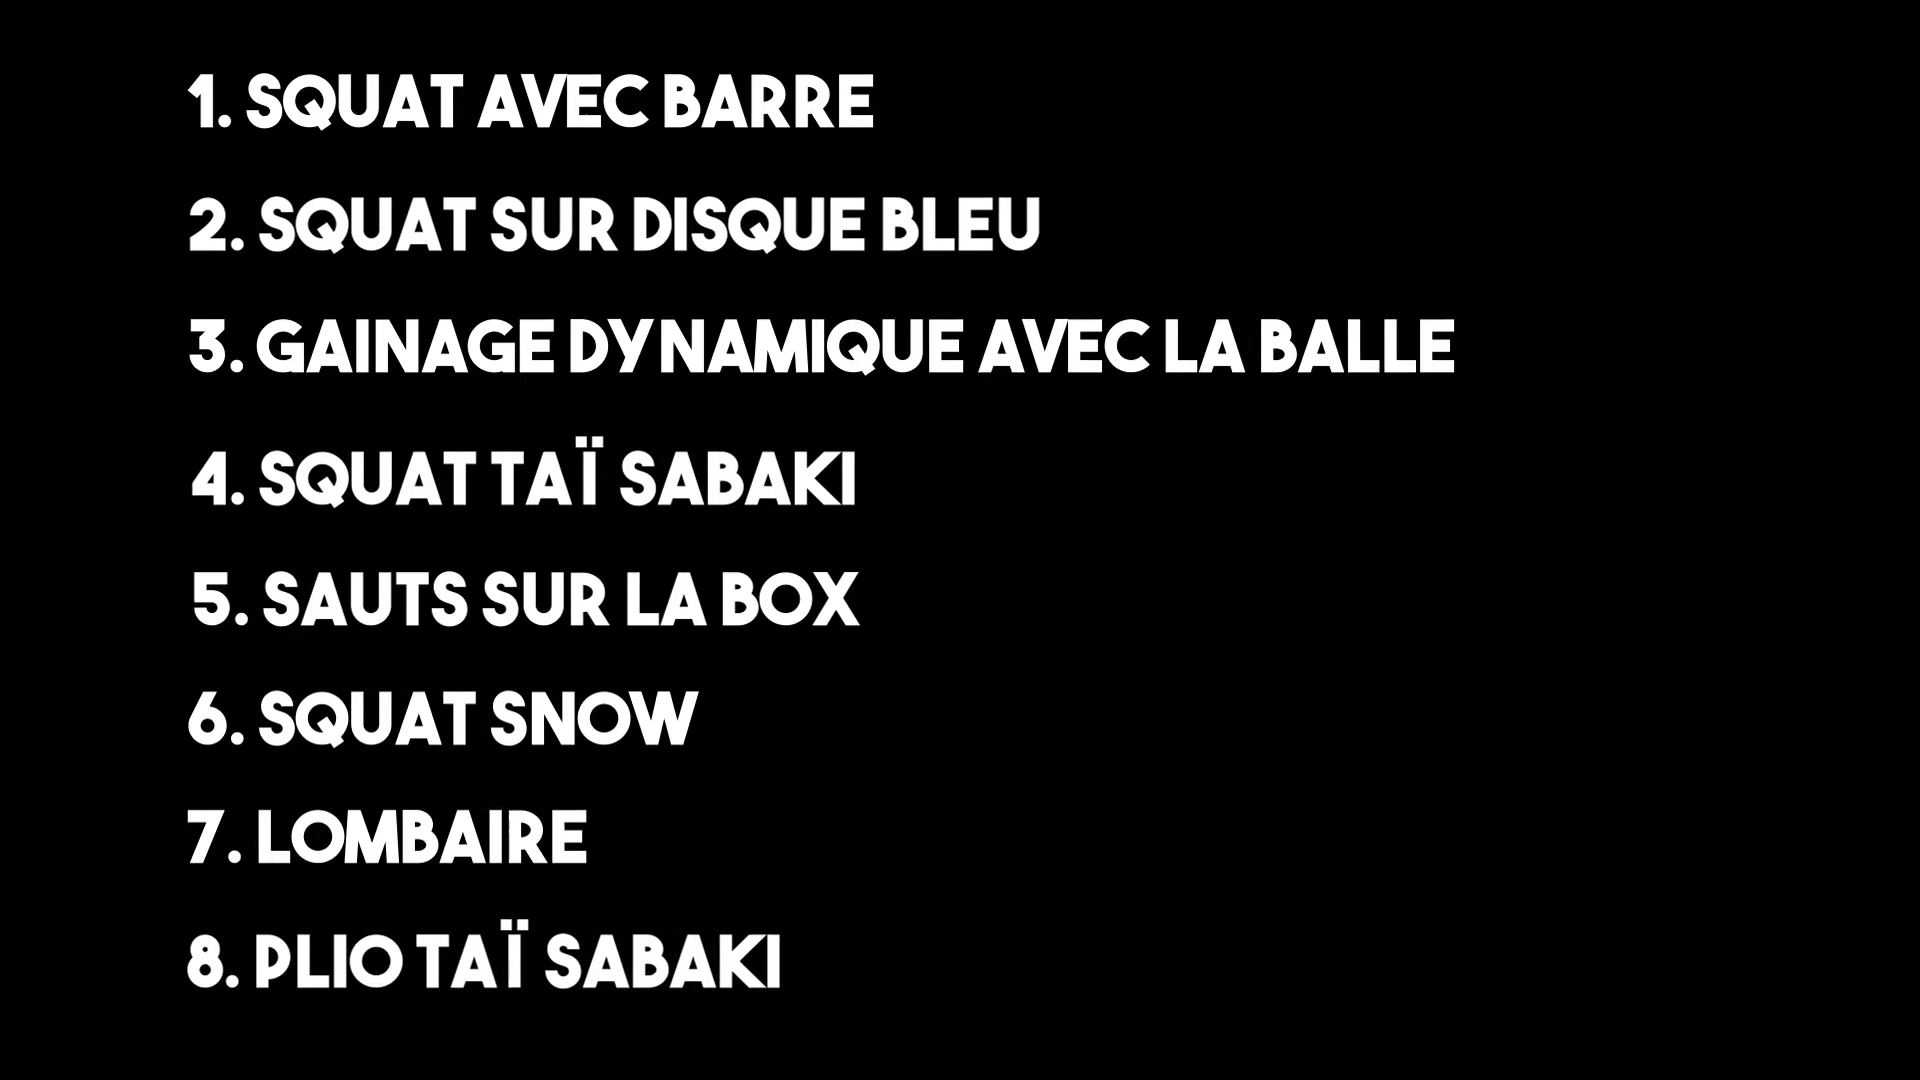 1. SQUAT AVEC BARRE
2. SQUAT SUR DISQUE BLEU
3. GAINAGE DYNAMIQUE AVEC LA BALLE
4. SQUAT TAÏ SABAKI
5. SAUTS SUR LA BOX
6. SQUAT SNOW
7. LOMBAIRE
8. PLIO TAÏ SABAKI